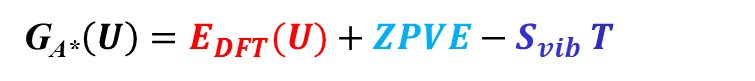 G_{A*}(U) = E_{DFT}(U) + ZPVE − S_{vib} T